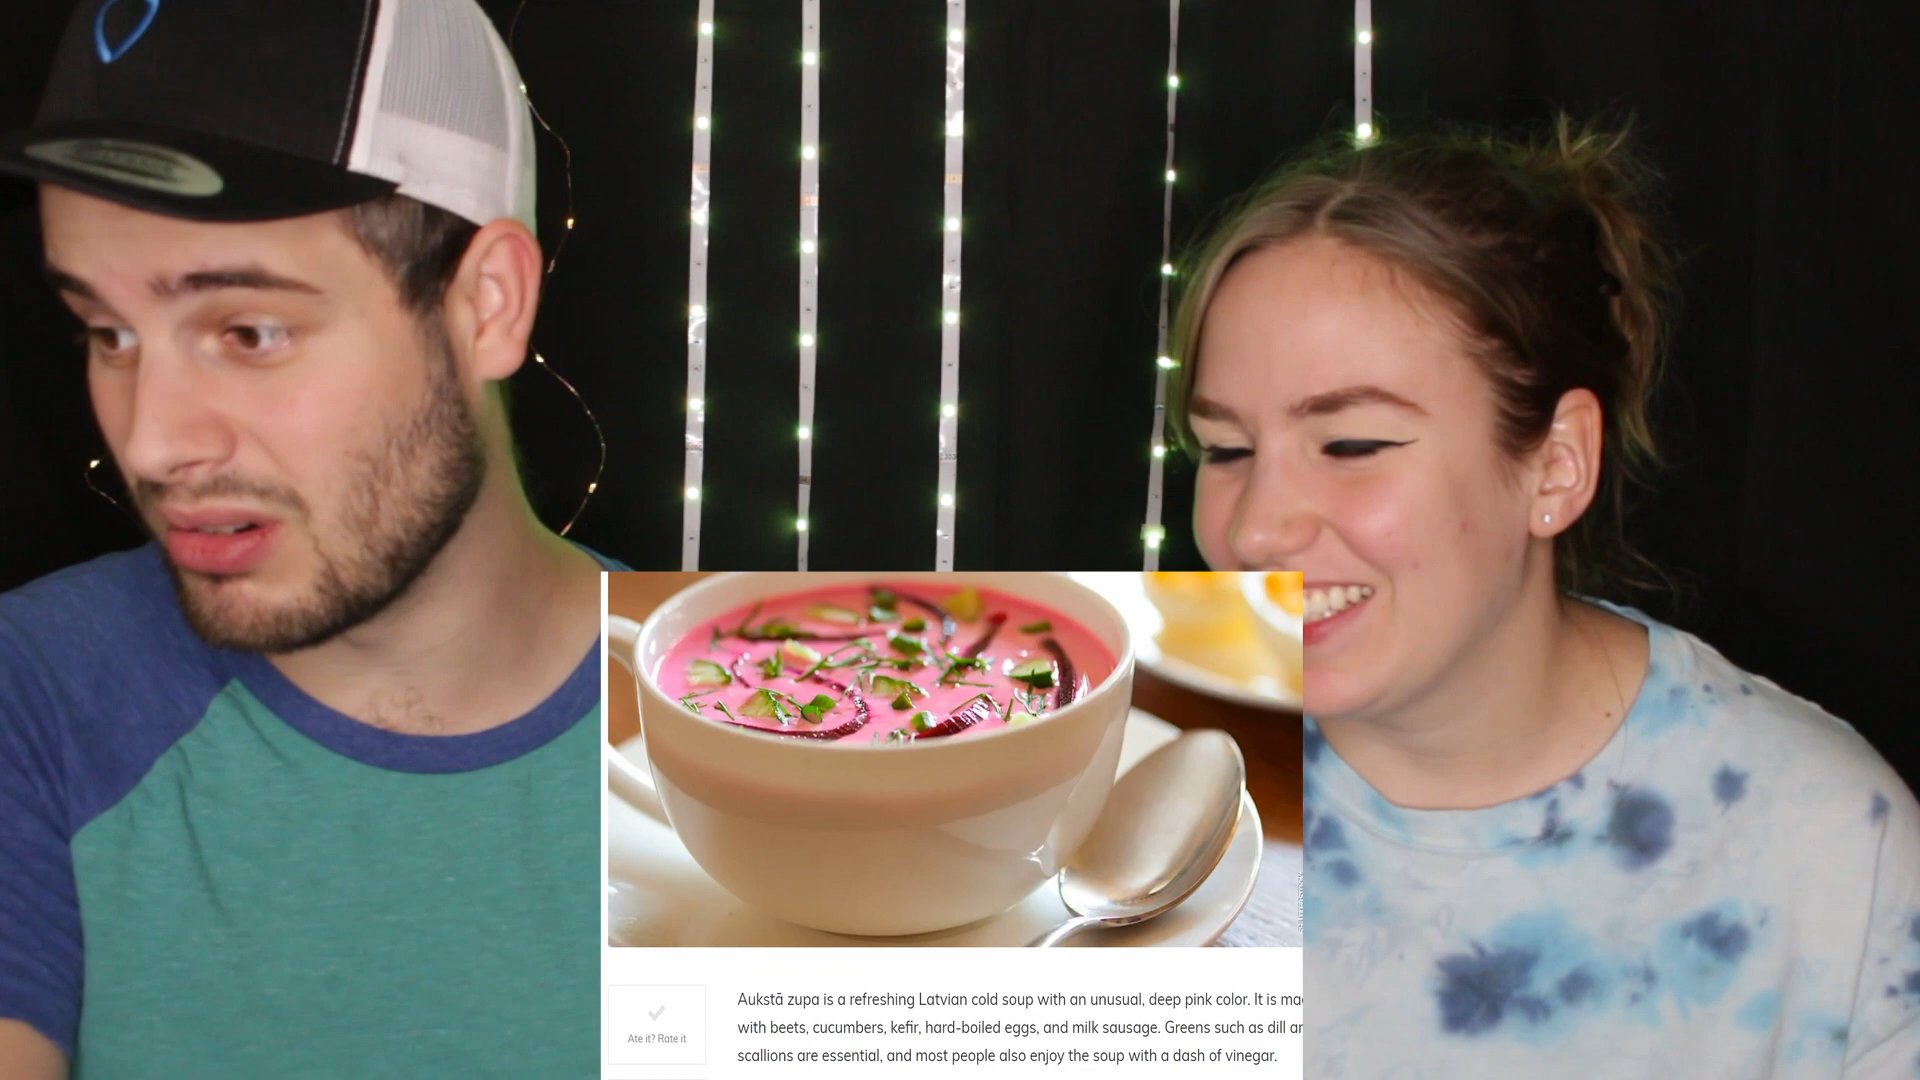 Aukstā zupa is a refreshing Latvian cold soup with an unusual, deep pink color. It is
with beets, cucumbers, kefir, hard-boiled eggs, and milk sausage. Greens such as dill
scallions are essential, and most people also enjoy the soup with a dash of vinegar.
Ate it? Rate it